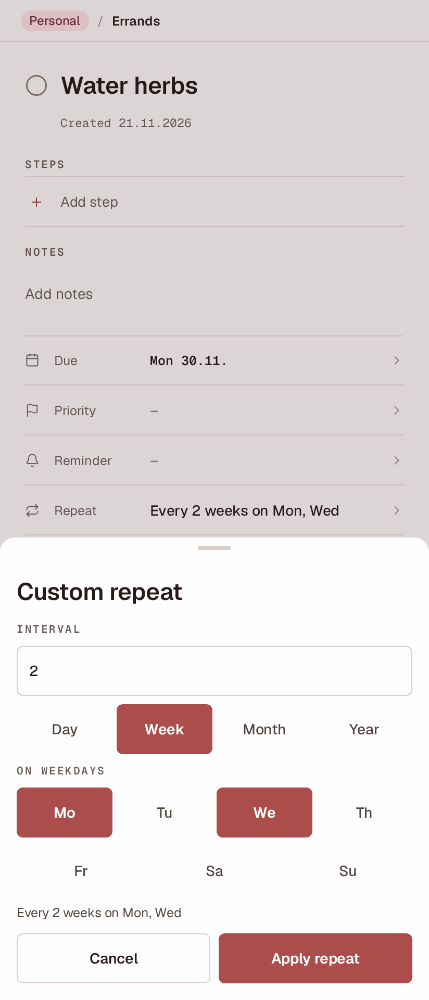 Personal / Errands
Water herbs
Created 21.11.2026
STEPS
+ Add step
NOTES
Add notes
Due Mon 30.11.
Priority –
Reminder –
Repeat Every 2 weeks on Mon, Wed
Custom repeat
INTERVAL
2
Day Week Month Year
ON WEEKDAYS
Mo Tu We Th
Fr Sa Su
Every 2 weeks on Mon, Wed
Cancel Apply repeat